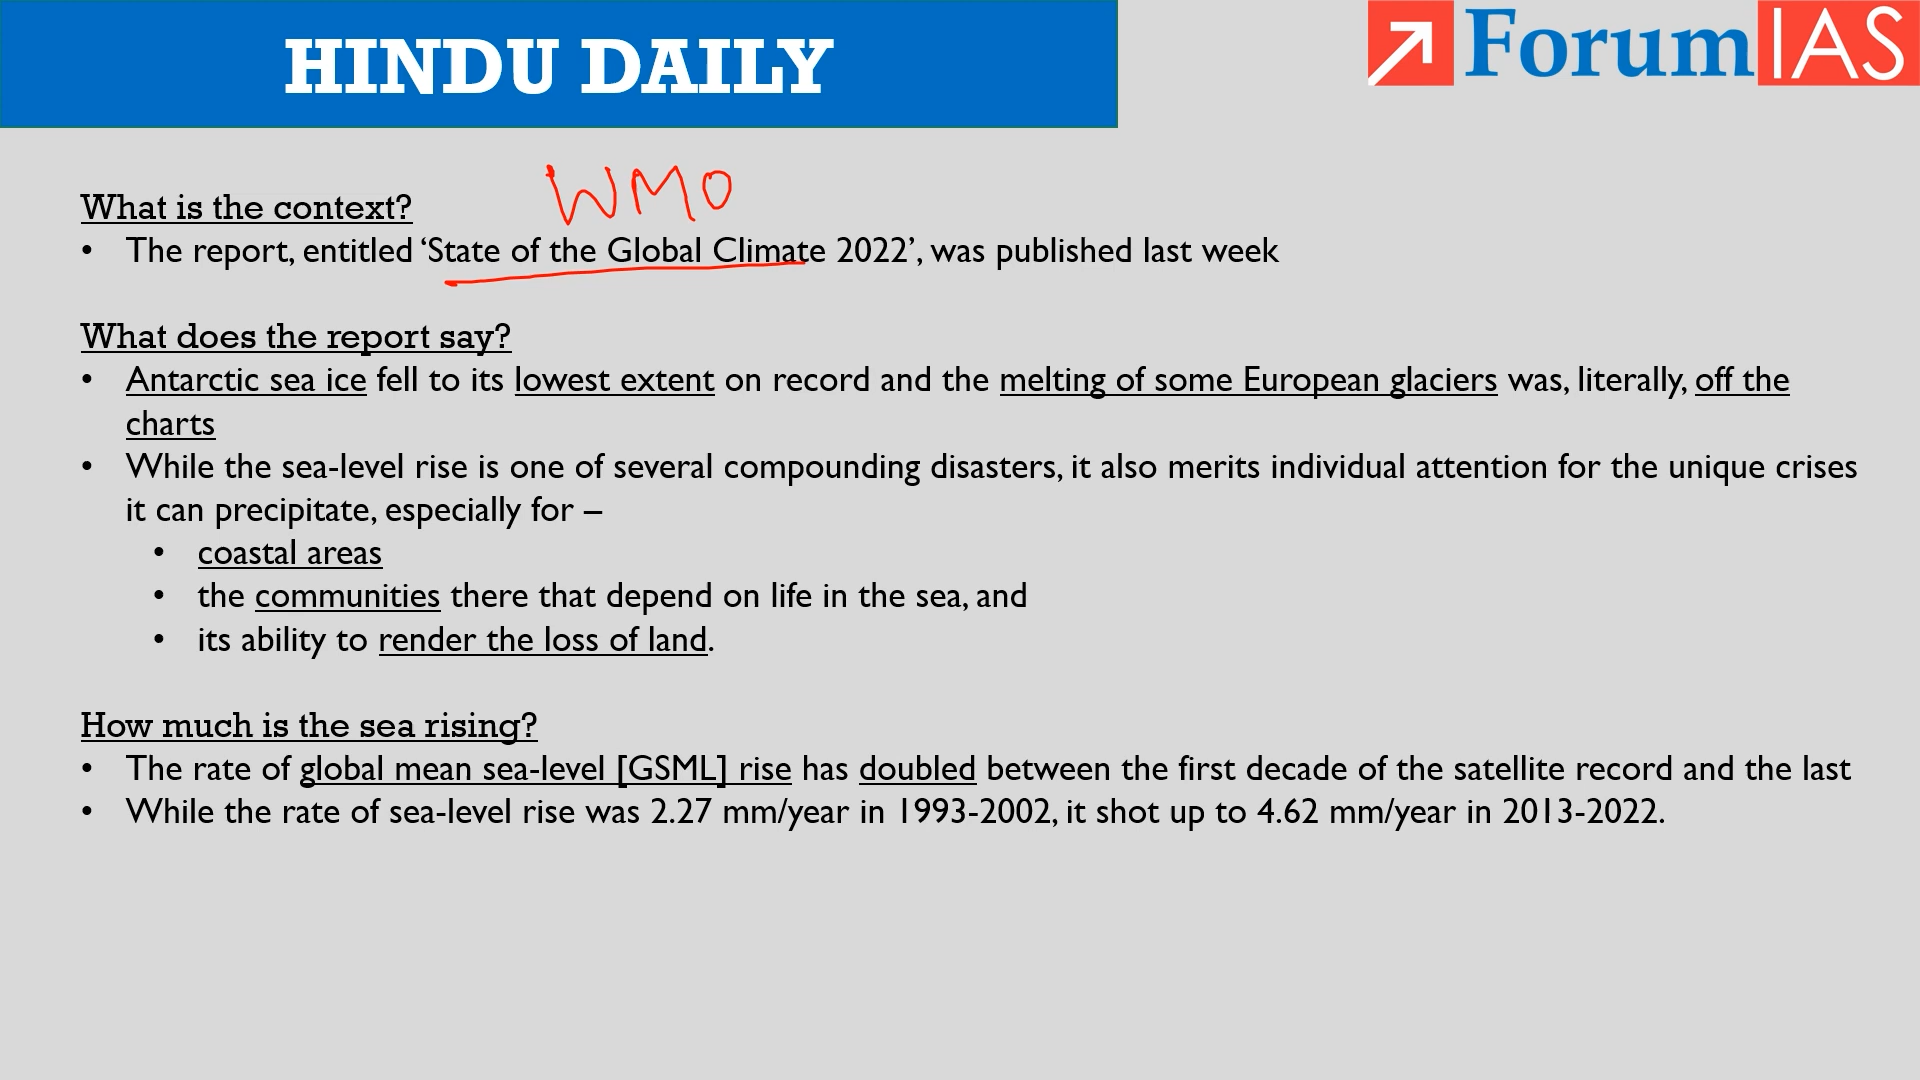 HINDU DAILY
Forum IAS
WMO
What is the context?
• The report, entitled ‘State of the Global Climate 2022’, was published last week
What does the report say?
• Antarctic sea ice fell to its lowest extent on record and the melting of some European glaciers was, literally, off the
charts
• While the sea-level rise is one of several compounding disasters, it also merits individual attention for the unique crises
it can precipitate, especially for –
• coastal areas
• the communities there that depend on life in the sea, and
• its ability to render the loss of land.
How much is the sea rising?
• The rate of global mean sea-level [GSML] rise has doubled between the first decade of the satellite record and the last
• While the rate of sea-level rise was 2.27 mm/year in 1993-2002, it shot up to 4.62 mm/year in 2013-2022.